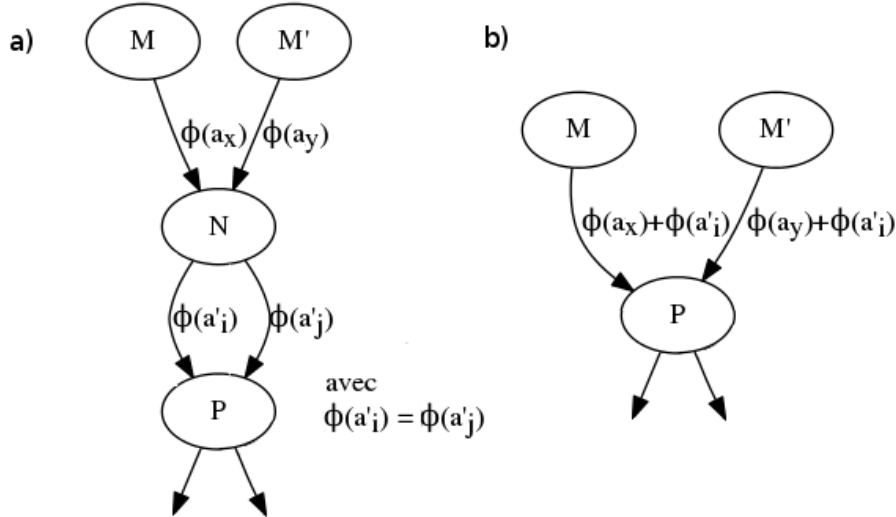 a)
M
M'
ϕ(ax)
ϕ(ay)
N
ϕ(a'i)
ϕ(a'j)
P
avec
ϕ(a'i) = ϕ(a'j)
b)
M
M'
ϕ(ax)+ϕ(a'i)
ϕ(ay)+ϕ(a'i)
P